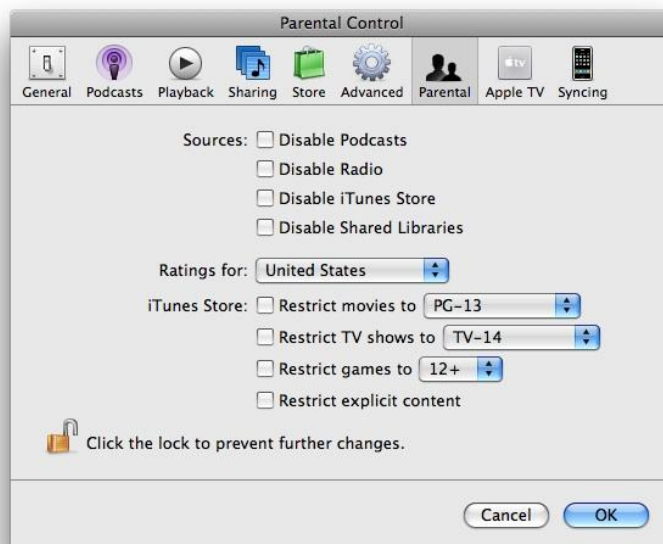 Parental Control
General Podcasts Playback Sharing Store Advanced Parental Apple TV Syncing
Sources: Disable Podcasts
Disable Radio
Disable iTunes Store
Disable Shared Libraries
Ratings for: United States
iTunes Store: Restrict movies to PG-13
Restrict TV shows to TV-14
Restrict games to 12+
Restrict explicit content
Click the lock to prevent further changes.
Cancel OK